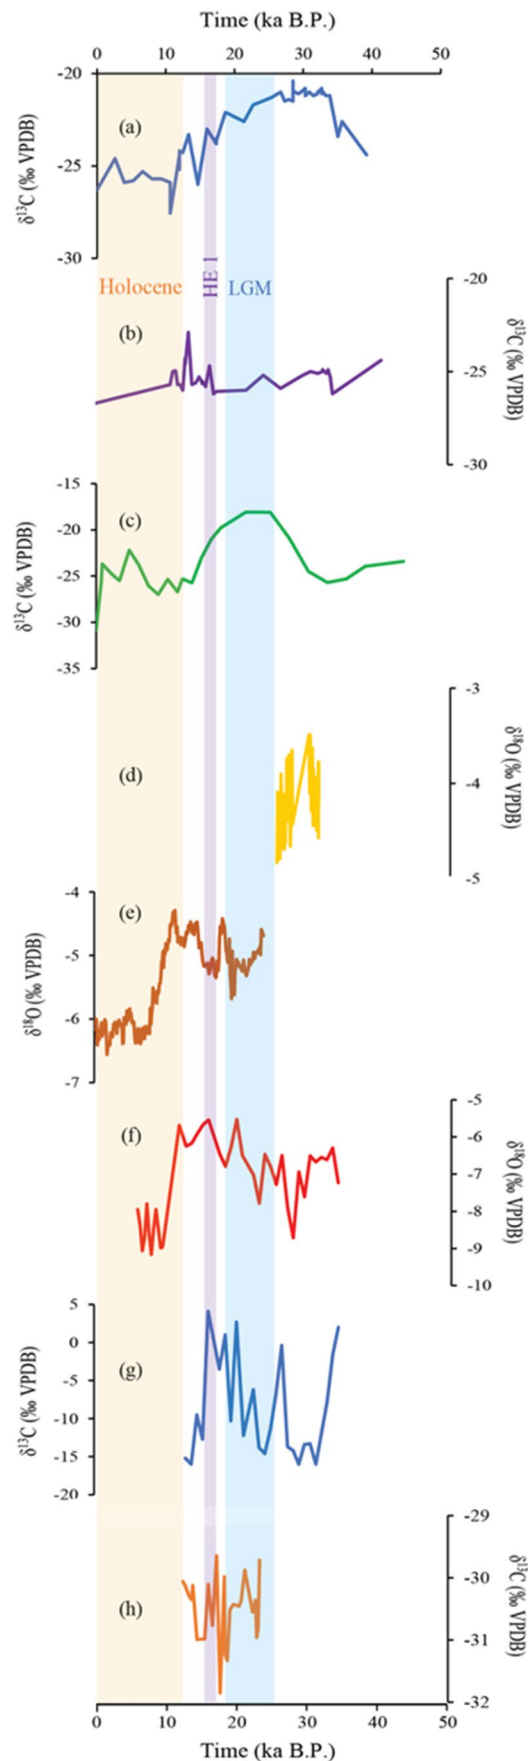 Time (ka B.P.)
0 10 20 30 40 50
-20
-25
-30
δ¹³C (‰ VPDB)
(a)
Holocene
HE 1
LGM
-20
-25
-30
δ¹³C (‰ VPDB)
(b)
-15
-20
-25
-30
-35
δ¹³C (‰ VPDB)
(c)
-3
-4
-5
δ¹⁸O (‰ VPDB)
(d)
-4
-5
-6
-7
δ¹⁸O (‰ VPDB)
(e)
-5
-6
-7
-8
-9
-10
δ¹⁸O (‰ VPDB)
(f)
5
0
-5
-10
-15
-20
δ¹³C (‰ VPDB)
(g)
-29
-30
-31
-32
δ¹³C (‰ VPDB)
(h)
0 10 20 30 40 50
Time (ka B.P.)